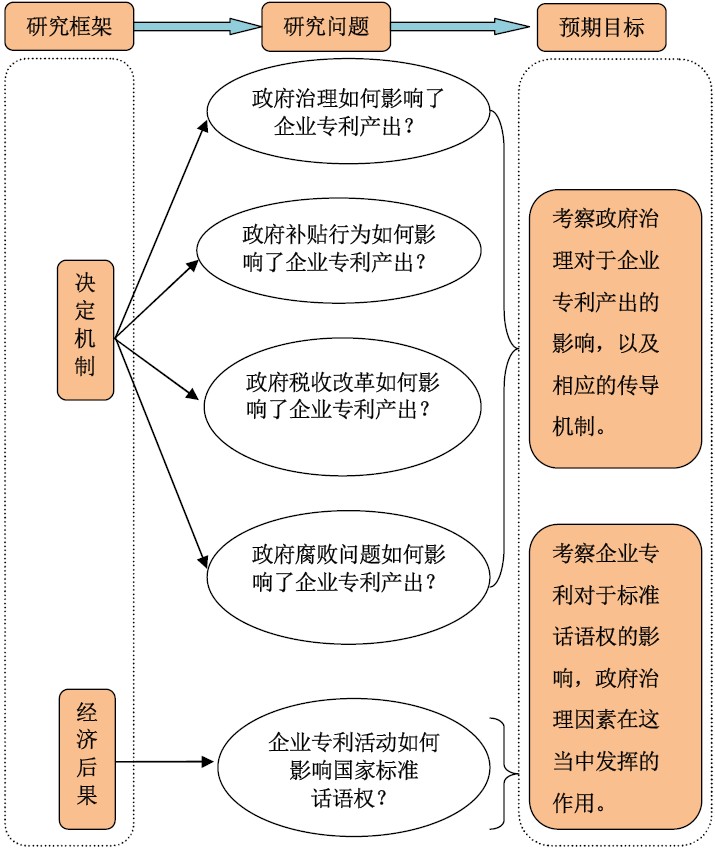 研究框架
研究问题
预期目标
政府治理如何影响了
企业专利产出？
政府补贴行为如何影
响了企业专利产出？
决
定
机
制
政府税收改革如何影
响了企业专利产出？
政府腐败问题如何影
响了企业专利产出？
考察政府治
理对于企业
专利产出的
影响，以及
相应的传导
机制。
经
济
后
果
企业专利活动如何
影响国家标准
话语权？
考察企业专
利对于标准
话语权的影
响，政府治
理因素在这
当中发挥的
作用。